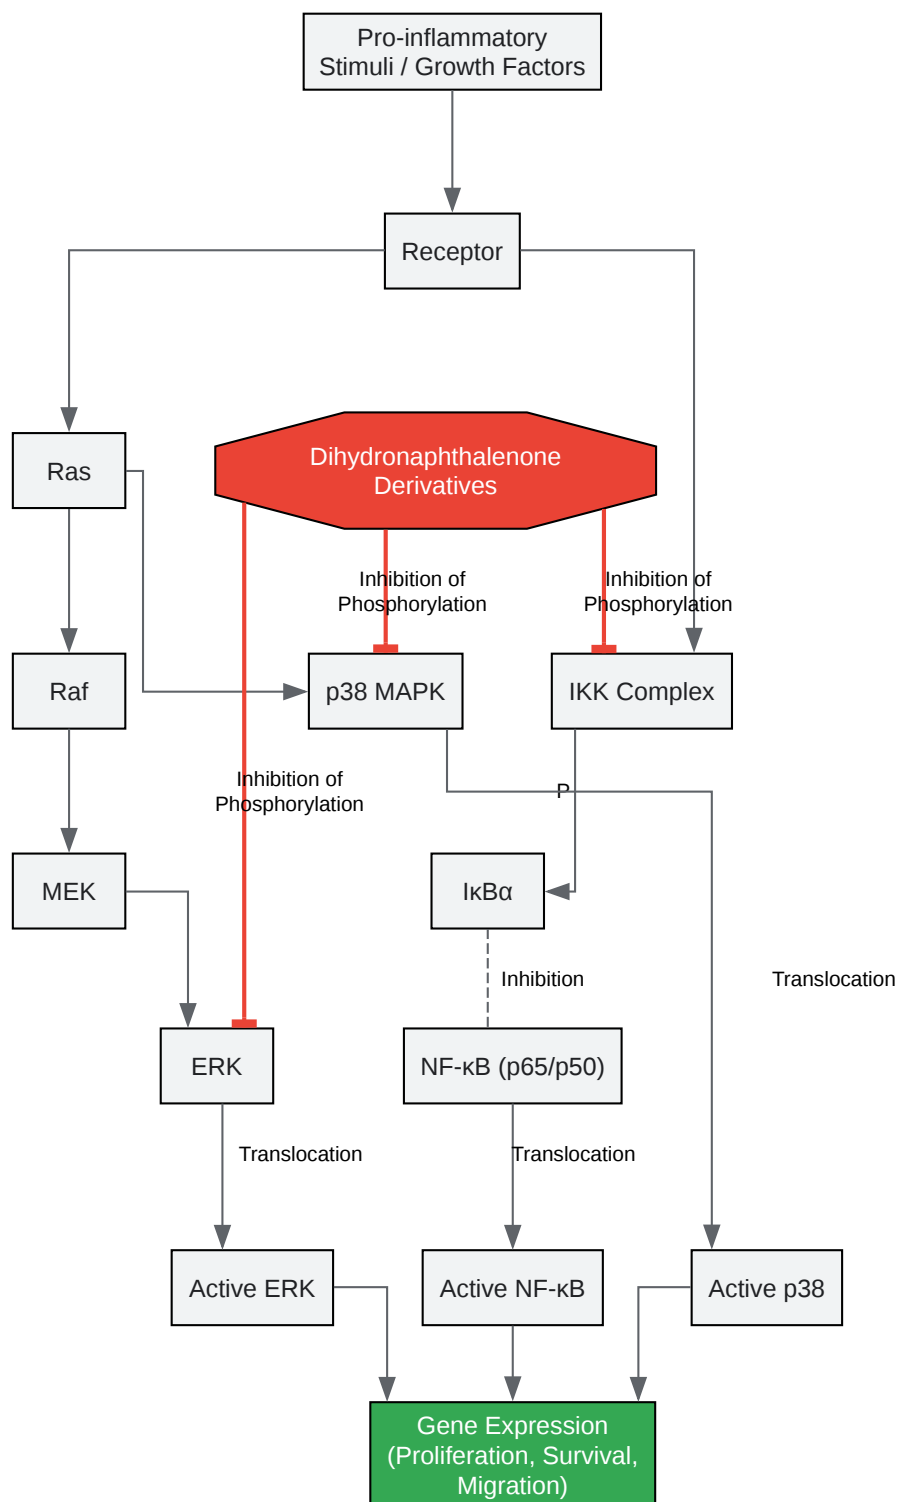 Pro-inflammatory
Stimuli / Growth Factors
Receptor
Ras
Dihydronaphthalenone
Derivatives
Inhibition of
Phosphorylation
Inhibition of
Phosphorylation
Raf
p38 MAPK
IKK Complex
Inhibition of
Phosphorylation
P
MEK
IκBα
Inhibition
Translocation
ERK
NF-κB (p65/p50)
Translocation
Translocation
Active ERK
Active NF-κB
Active p38
Gene Expression
(Proliferation, Survival,
Migration)